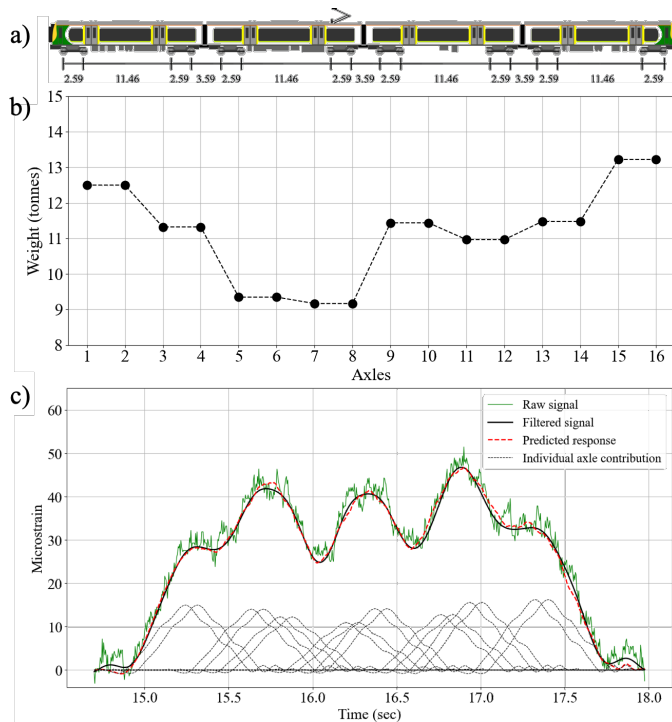 a)
2.59 11.46 2.59 3.59 2.59 11.46 2.59 3.59 2.59 11.46 2.59 3.59 2.59 11.46 2.59
b)
15
14
13
12
11
10
9
8
Weight (tonnes)
1 2 3 4 5 6 7 8 9 10 11 12 13 14 15 16
Axles
c)
60
50
40
30
20
10
0
Microstrain
Raw signal
Filtered signal
Predicted response
Individual axle contribution
15.0 15.5 16.0 16.5 17.0 17.5 18.0
Time (sec)